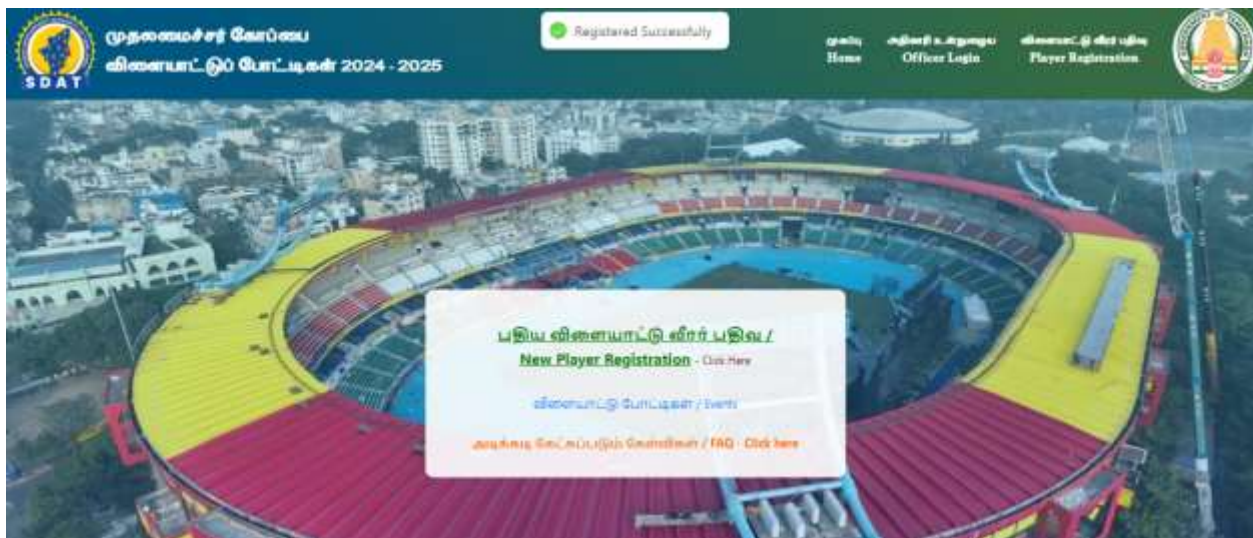 முதலமைச்சர் கோப்பை
விளையாட்டுப் போட்டிகள் 2024 - 2025
SDAT
Registered Successfully
முகப்பு
Home
அதிகாரி உள்நுழைய
Officer Login
விளையாட்டு வீரர் பதிவு
Player Registration
புதிய விளையாட்டு வீரர் பதிவு /
New Player Registration - Click Here
விளையாட்டு போட்டிகள் / Events
அடிக்கடி கேட்கப்படும் கேள்விகள் / FAQ - Click here